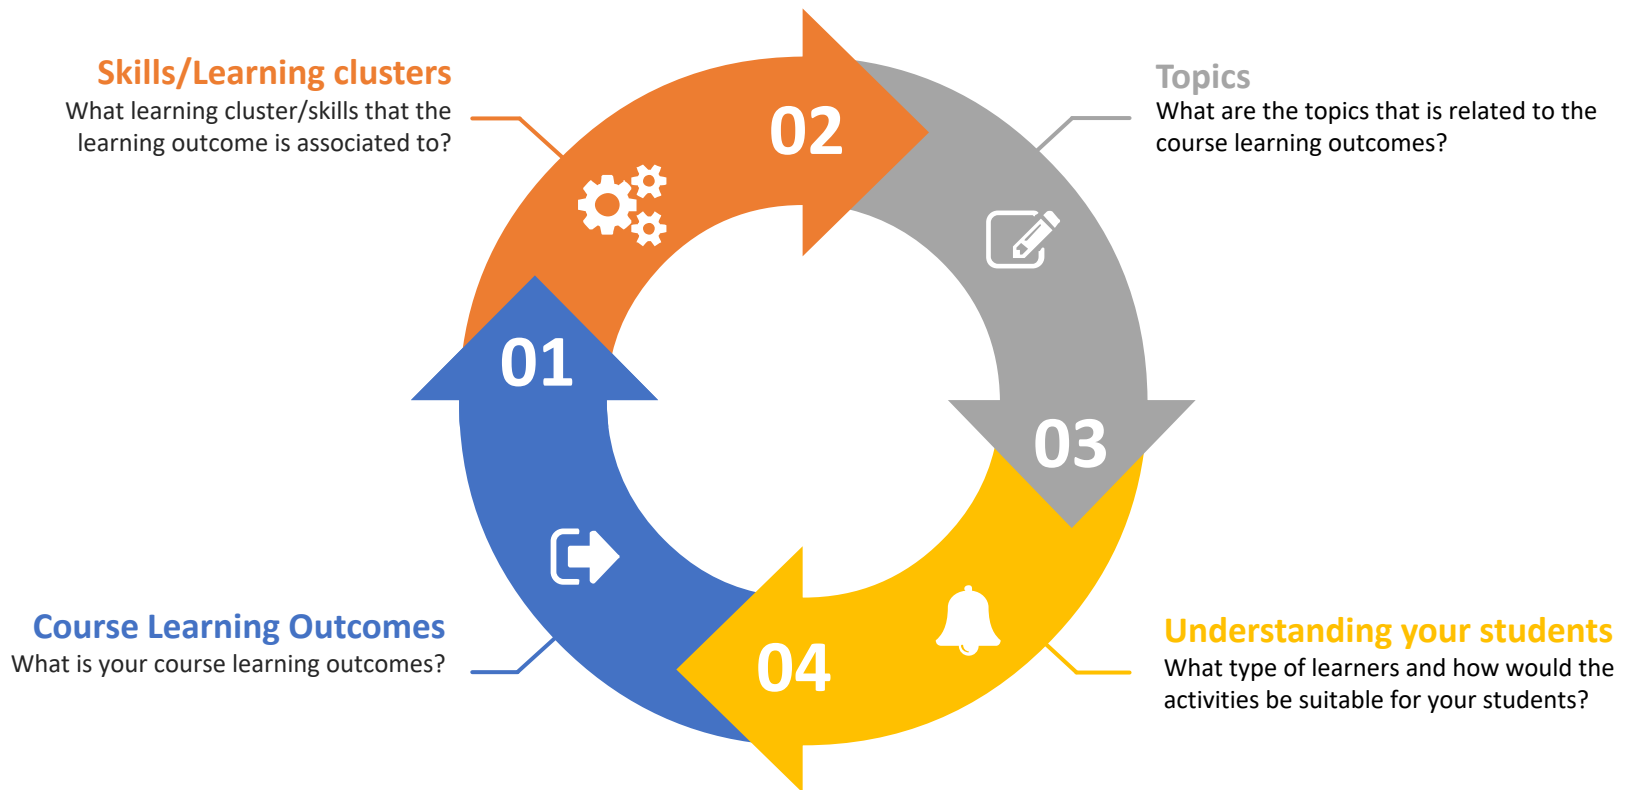 Skills/Learning clusters
What learning cluster/skills that the
learning outcome is associated to?
02
Topics
What are the topics that is related to the
course learning outcomes?
01
03
Course Learning Outcomes
What is your course learning outcomes?
04
Understanding your students
What type of learners and how would the
activities be suitable for your students?